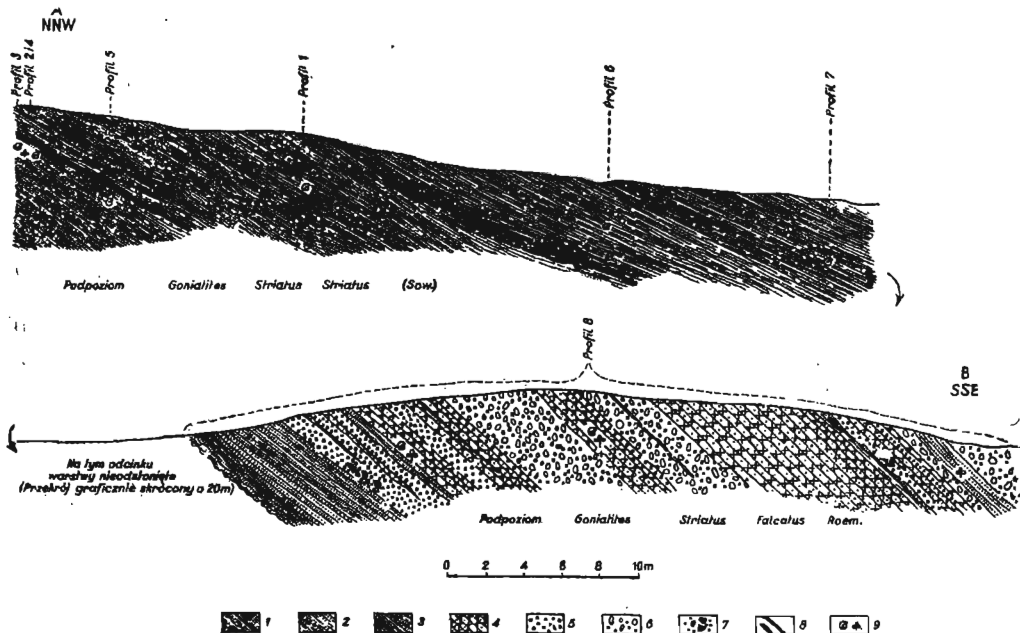 A
NNW
Profil 3
Profil 2/4
Profil 5
Profil 1
Profil 6
Profil 7
Podpoziom Goniatites Striatus Striatus (Sow.)
Profil 8
B
SSE
Na tym odcinku
warstwy nieodsłonięte
(Przekrój graficznie skrócony o 20m)
Podpoziom Goniatites Striatus Falcatus Roem.
0 2 4 6 8 10m
1 2 3 4 5 6 7 8 9